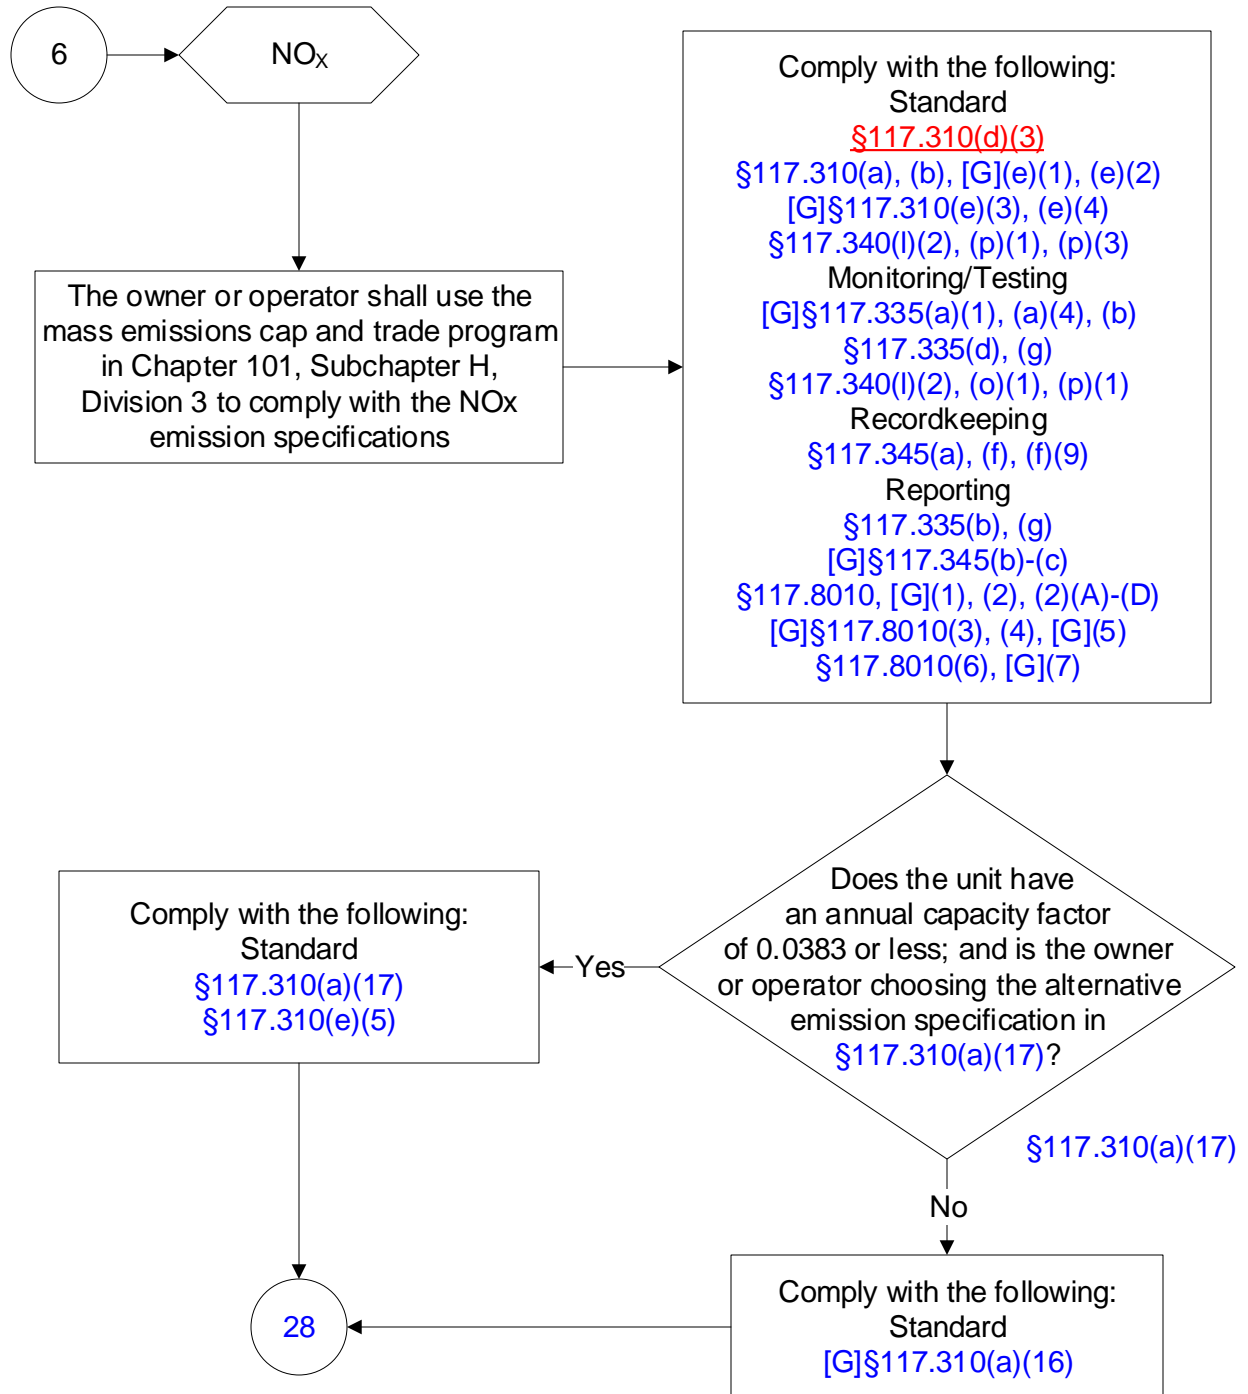 6
NOX
The owner or operator shall use the
mass emissions cap and trade program
in Chapter 101, Subchapter H,
Division 3 to comply with the NOx
emission specifications
Comply with the following:
Standard
§117.310(d)(3)
§117.310(a), (b), [G](e)(1), (e)(2)
[G]§117.310(e)(3), (e)(4)
§117.340(l)(2), (p)(1), (p)(3)
Monitoring/Testing
[G]§117.335(a)(1), (a)(4), (b)
§117.335(d), (g)
§117.340(l)(2), (o)(1), (p)(1)
Recordkeeping
§117.345(a), (f), (f)(9)
Reporting
§117.335(b), (g)
[G]§117.345(b)-(c)
§117.8010, [G](1), (2), (2)(A)-(D)
[G]§117.8010(3), (4), [G](5)
§117.8010(6), [G](7)
Does the unit have
an annual capacity factor
of 0.0383 or less; and is the owner
or operator choosing the alternative
emission specification in
§117.310(a)(17)?
§117.310(a)(17)
Yes
Comply with the following:
Standard
§117.310(a)(17)
§117.310(e)(5)
No
Comply with the following:
Standard
[G]§117.310(a)(16)
28